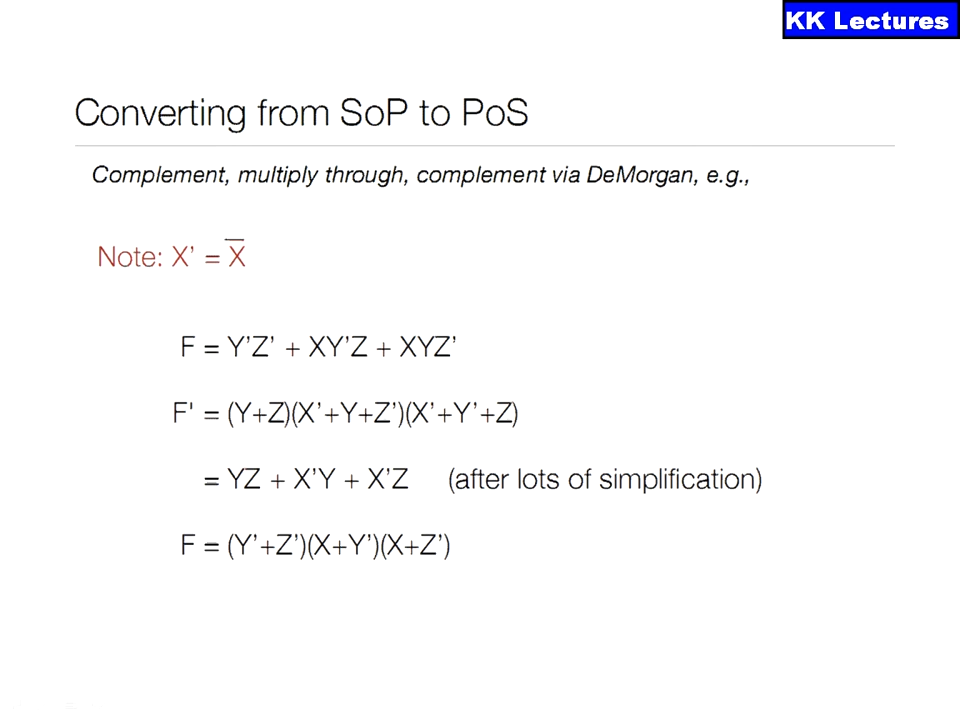 KK Lectures
Converting from SoP to PoS
Complement, multiply through, complement via DeMorgan, e.g.,
Note: X’ = X̅
F = Y’Z’ + XY’Z + XYZ’
F' = (Y+Z)(X’+Y+Z’)(X’+Y’+Z)
= YZ + X’Y + X’Z (after lots of simplification)
F = (Y’+Z’)(X+Y’)(X+Z’)